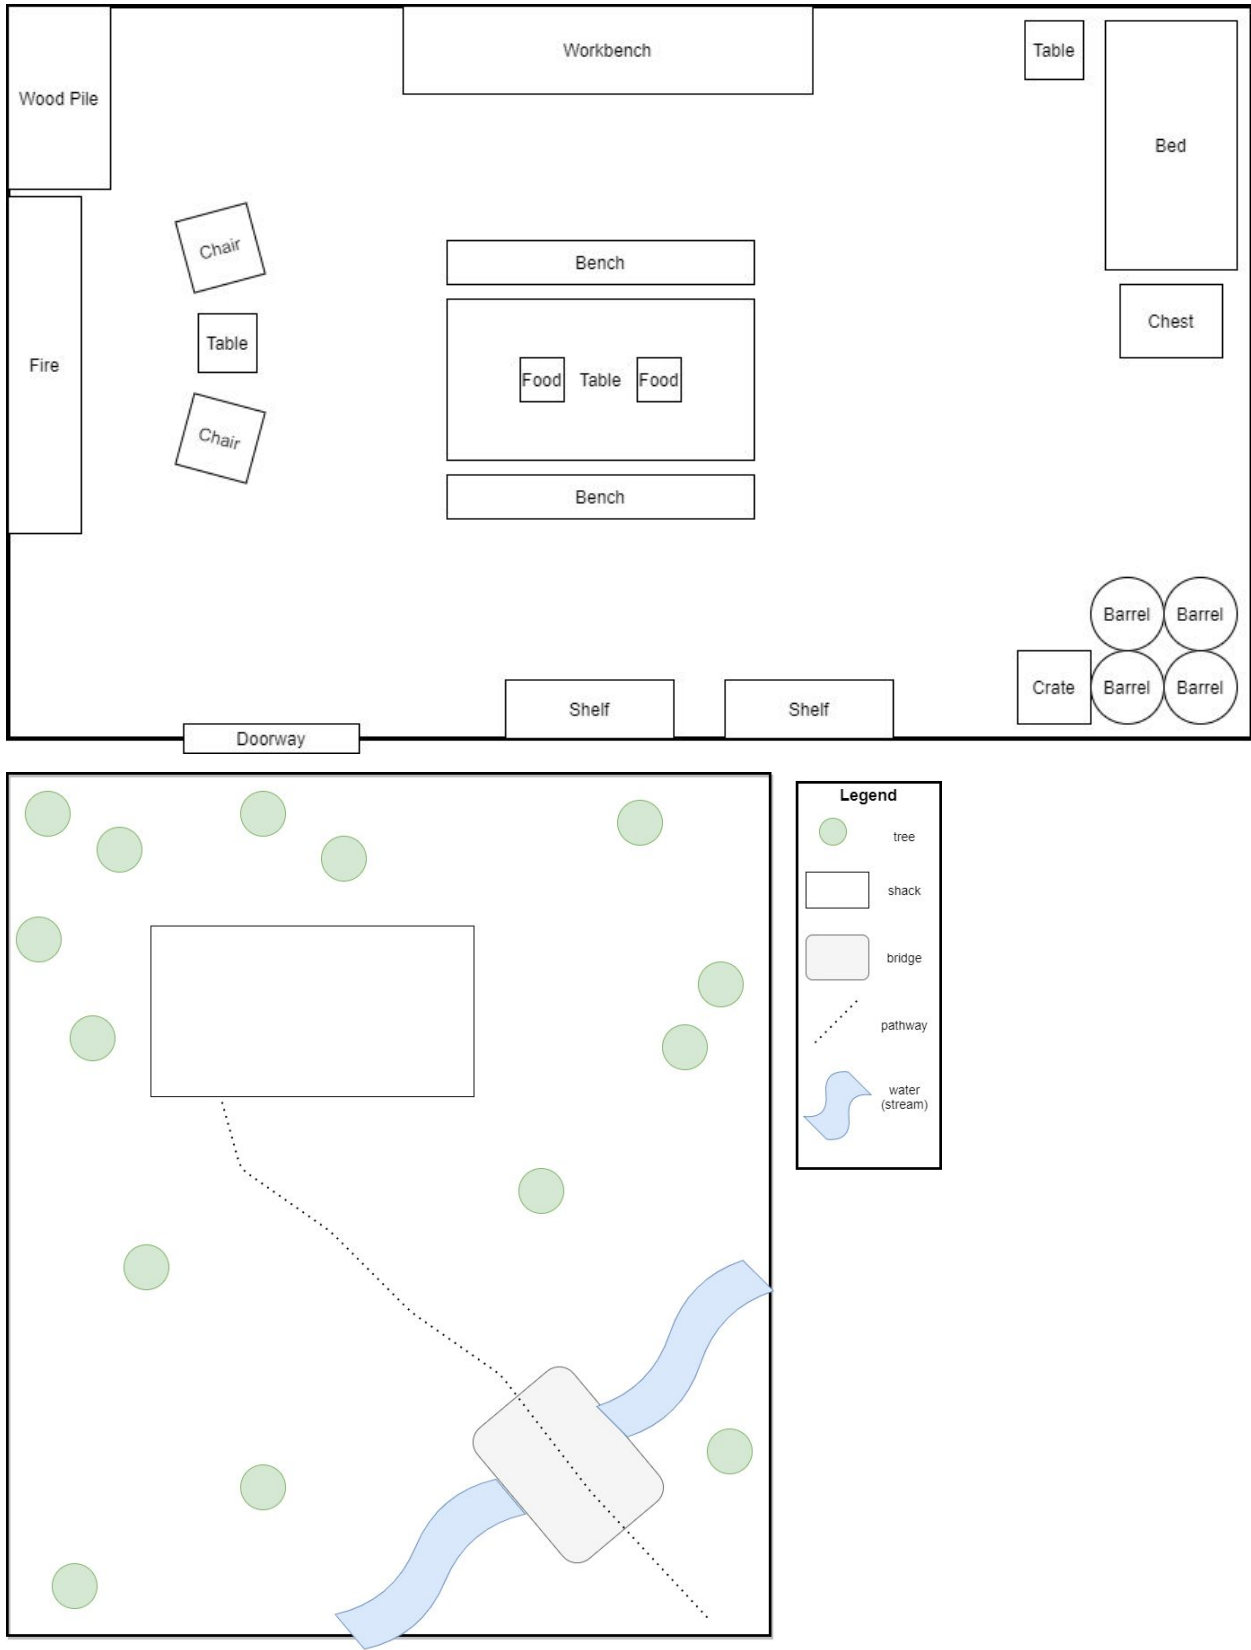 Workbench
Table
Wood Pile
Bed
Chair
Bench
Chest
Table
Fire
Food Table Food
Chair
Bench
Barrel Barrel
Crate Barrel Barrel
Shelf Shelf
Doorway
Legend
tree
shack
bridge
pathway
water
(stream)